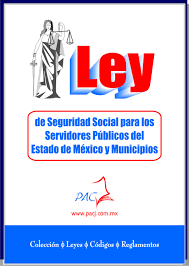 Ley
de Seguridad Social para los
Servidores Públicos del
Estado de México y Municipios
PACJ
www.pacj.com.mx
Colección ϕ Leyes ϕ Códigos ϕ Reglamentos